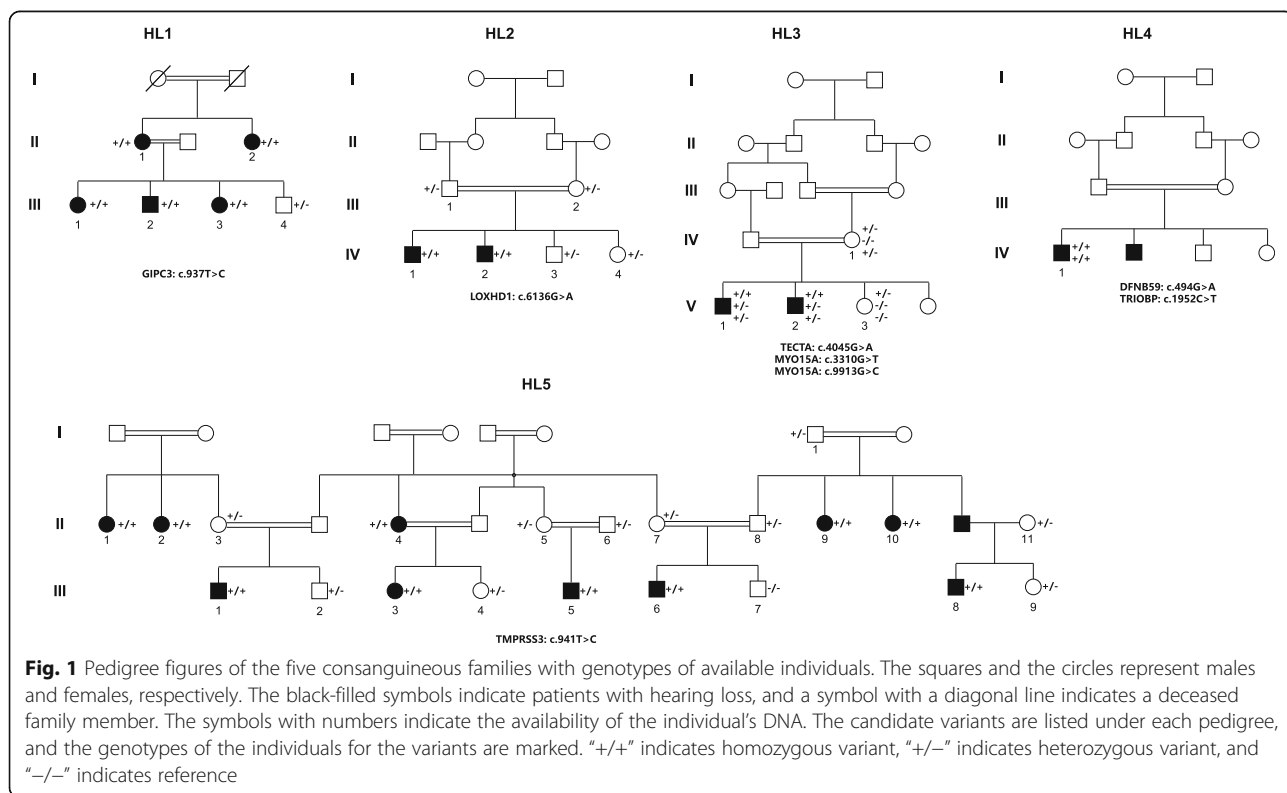 HL1 HL2 HL3 HL4
I I I I
II +/+ 1 2 +/+ II II II
III 1 +/+ 2 +/+ 3 +/+ 4 +/- III +/- 1 2 +/- III III
IV 1 +/+ 2 +/+ 3 +/- 4 +/- IV 1 +/- -/- +/- IV 1 +/+ +/+
GIPC3: c.937T>C
LOXHD1: c.6136G>A
V 1 +/+ +/- +/- 2 +/+ +/- +/- 3 +/- -/- -/-
DFNB59: c.494G>A
TRIOBP: c.1952C>T
TECTA: c.4045G>A
MYO15A: c.3310G>T
MYO15A: c.9913G>C
HL5
I +/- 1
II 1 +/+ 2 +/+ 3 +/- +/+ 4 +/- 5 6 +/- 7 +/- 8 +/- 9 +/+ 10 +/+ 11 +/-
III 1 +/+ 2 +/- 3 +/+ 4 +/- 5 +/+ 6 +/+ 7 -/- 8 +/+ 9 +/-
TMPRSS3: c.941T>C
Fig. 1 Pedigree figures of the five consanguineous families with genotypes of available individuals. The squares and the circles represent males
and females, respectively. The black-filled symbols indicate patients with hearing loss, and a symbol with a diagonal line indicates a deceased
family member. The symbols with numbers indicate the availability of the individual's DNA. The candidate variants are listed under each pedigree,
and the genotypes of the individuals for the variants are marked. "+/+" indicates homozygous variant, "+/−" indicates heterozygous variant, and
"−/−" indicates reference